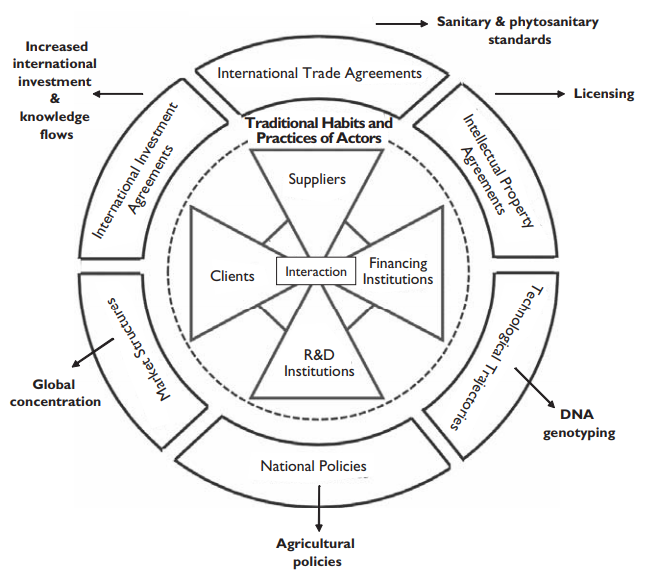 Sanitary & phytosanitary
standards
Increased
international
investment
&
knowledge
flows
International Trade Agreements
Licensing
International Investment
Agreements
Traditional Habits and
Practices of Actors
Intellectual Property
Agreements
Suppliers
Clients
Interaction
Financing
Institutions
R&D
Institutions
Market Structures
Technological Trajectories
Global
concentration
DNA
genotyping
National Policies
Agricultural
policies